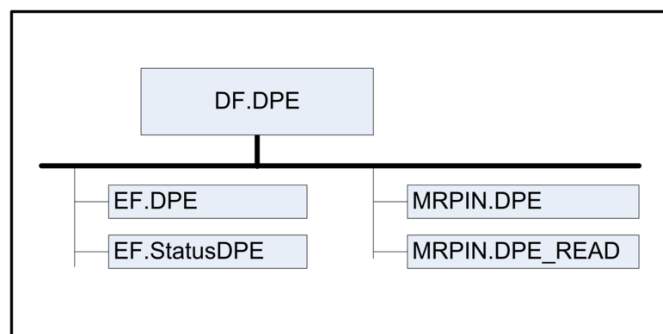 DF.DPE
EF.DPE
MRPIN.DPE
EF.StatusDPE
MRPIN.DPE_READ